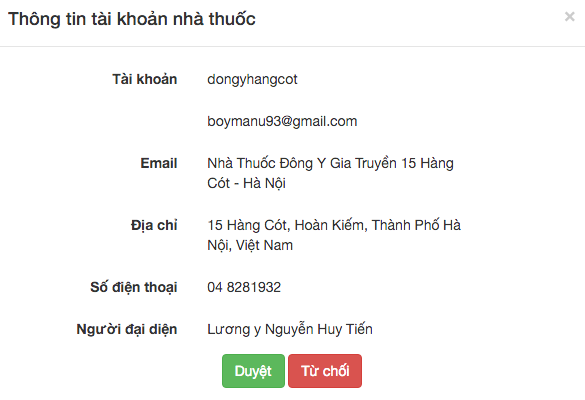 Thông tin tài khoản nhà thuốc ×
Tài khoản dongyhangcot
boymanu93@gmail.com
Email Nhà Thuốc Đông Y Gia Truyền 15 Hàng
Cót - Hà Nội
Địa chỉ 15 Hàng Cót, Hoàn Kiếm, Thành Phố Hà
Nội, Việt Nam
Số điện thoại 04 8281932
Người đại diện Lương y Nguyễn Huy Tiến
Duyệt Từ chối